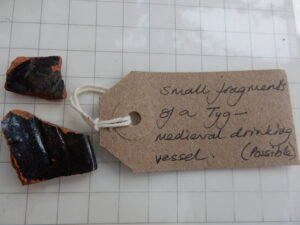 small fragments
of a Tyg -
medieval drinking
vessel. (Possible)